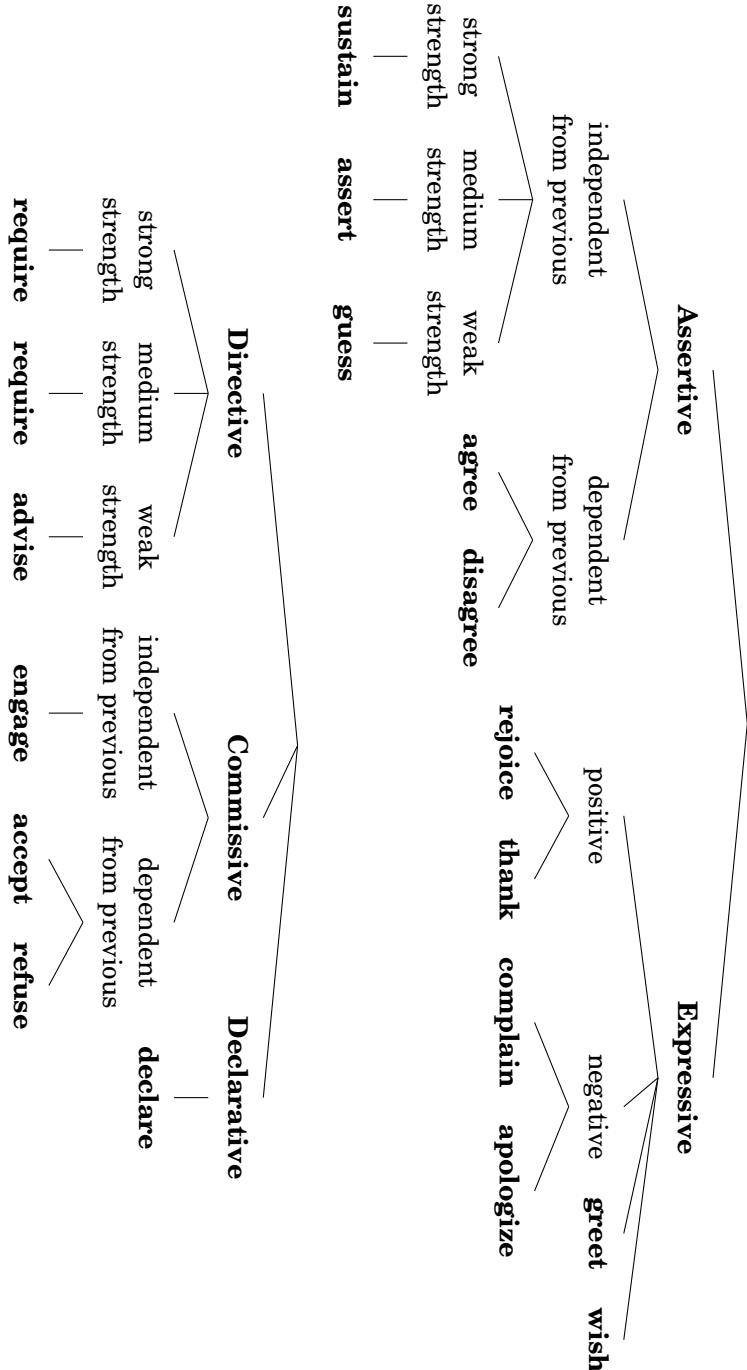 Assertive
Expressive
independent
from previous
dependent
from previous
positive
negative
greet
wish
strong
strength
medium
strength
weak
strength
agree
disagree
rejoice
thank
complain
apologize
sustain
assert
guess
Directive
Commissive
Declarative
strong
strength
medium
strength
weak
strength
independent
from previous
dependent
from previous
declare
require
require
advise
engage
accept
refuse